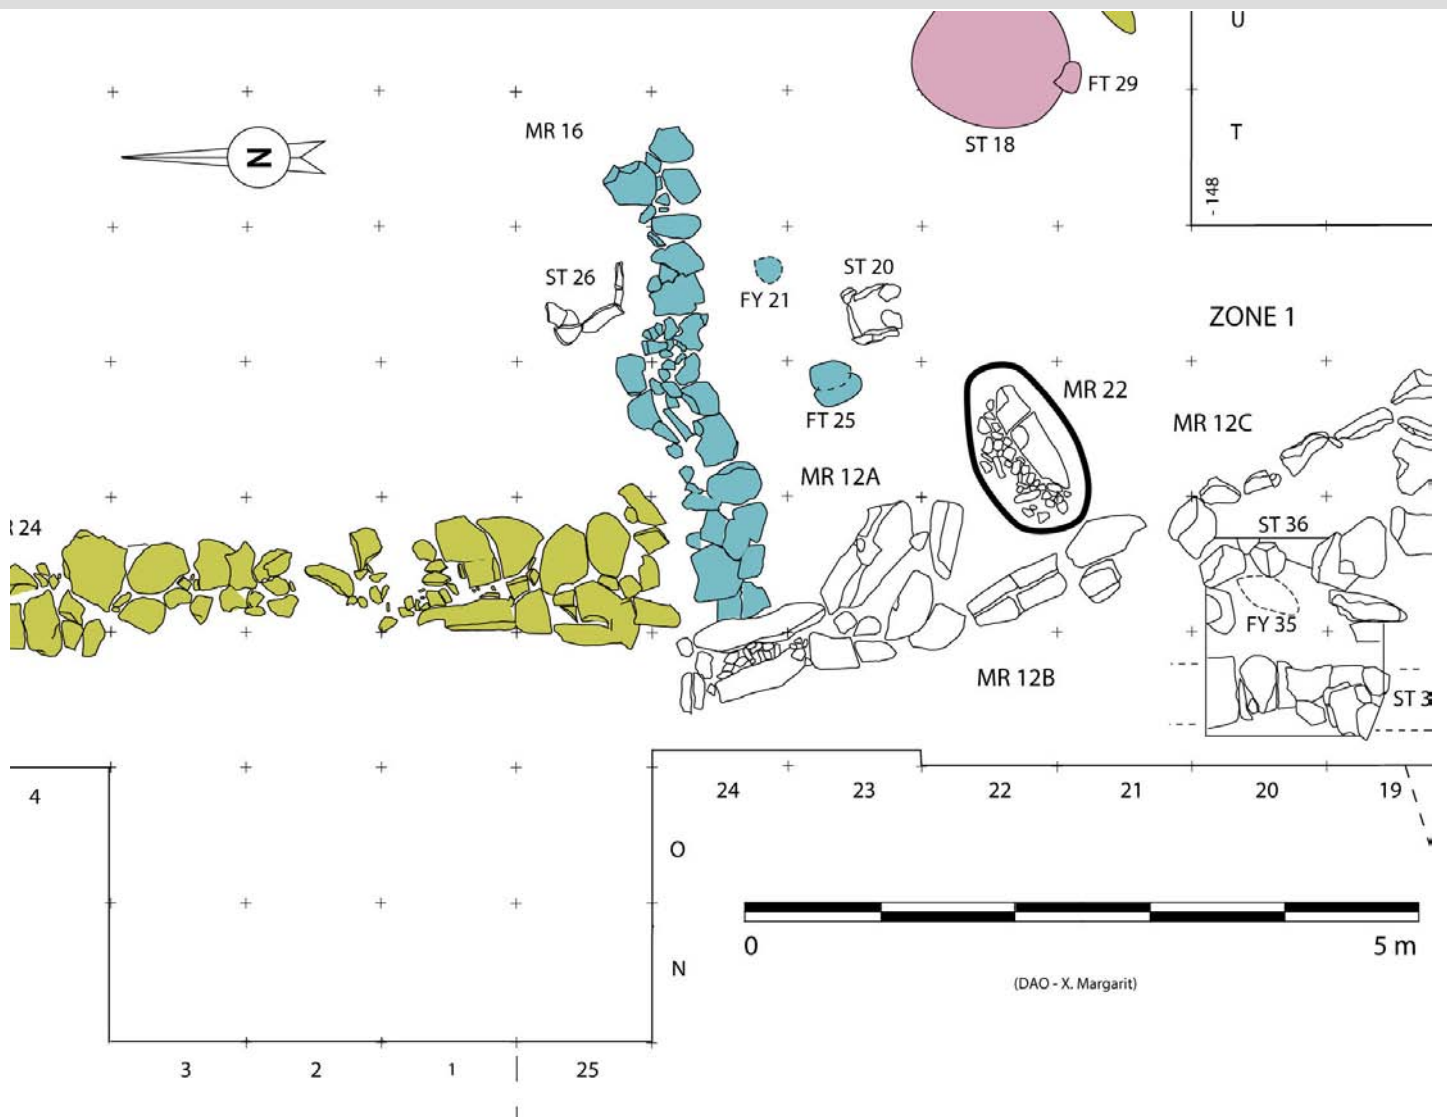 U
FT 29
MR 16
T
ST 18
N
- 148
ST 26
ST 20
FY 21
ZONE 1
MR 22
FT 25
MR 12C
MR 12A
24
ST 36
FY 35
MR 12B
ST 3
4
24 23 22 21 20 19
O
0 5 m
N
(DAO - X. Margarit)
3 2 1 25